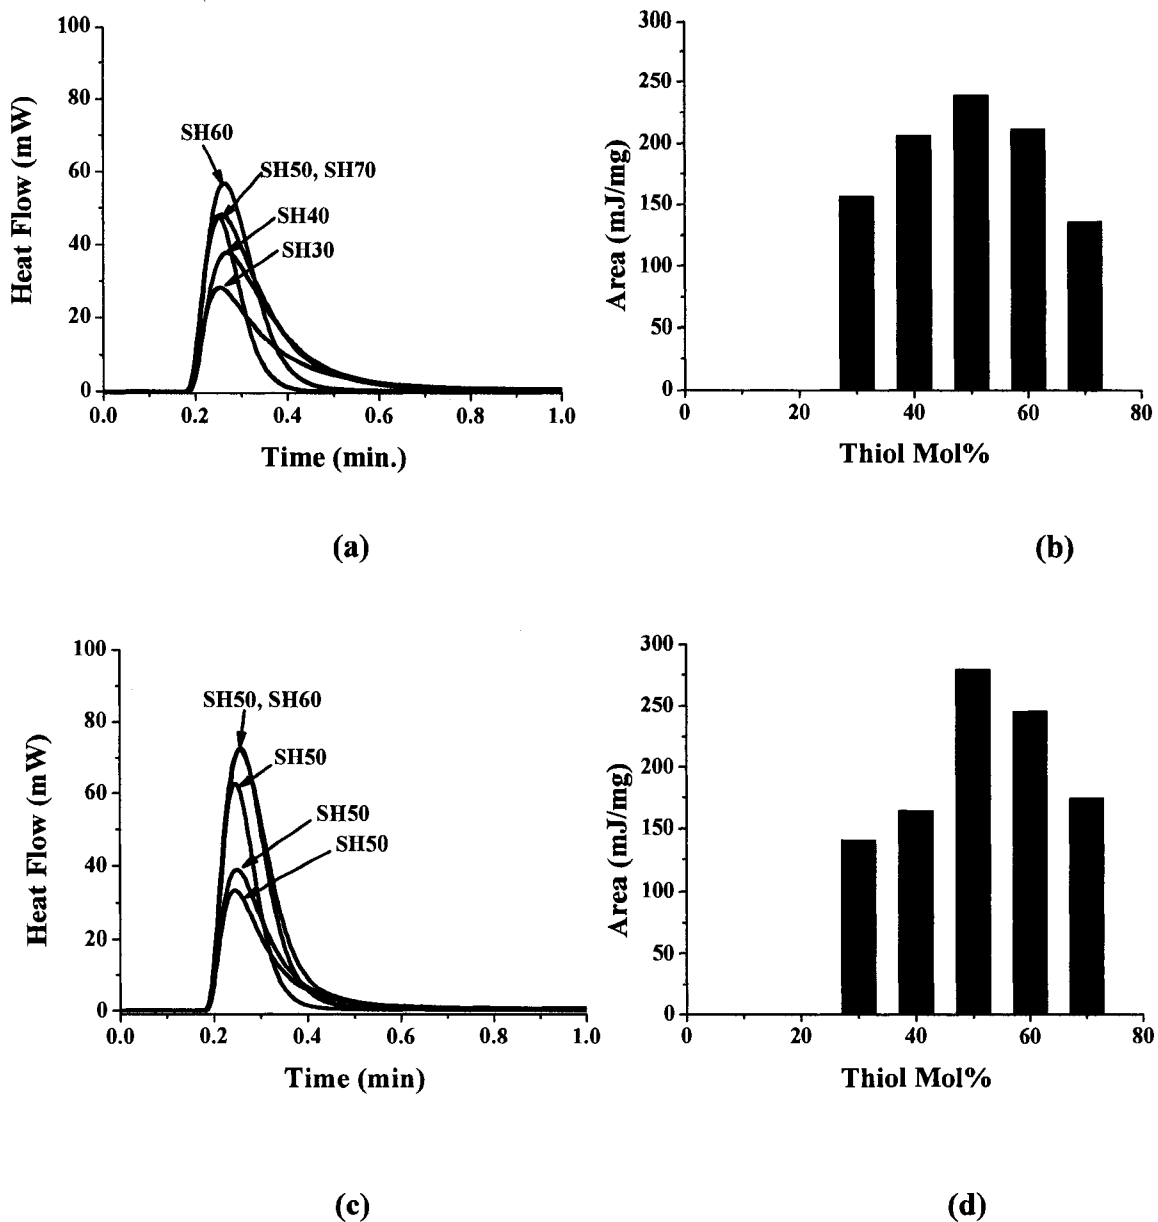 100
80
60
40
20
0
Heat Flow (mW)
SH60
SH50, SH70
SH40
SH30
0.0 0.2 0.4 0.6 0.8 1.0
Time (min.)
(a)
300
250
200
150
100
50
0
Area (mJ/mg)
0 20 40 60 80
Thiol Mol%
(b)
100
80
60
40
20
0
Heat Flow (mW)
SH50, SH60
SH50
SH50
SH50
0.0 0.2 0.4 0.6 0.8 1.0
Time (min)
(c)
300
250
200
150
100
50
0
Area (mJ/mg)
0 20 40 60 80
Thiol Mol%
(d)